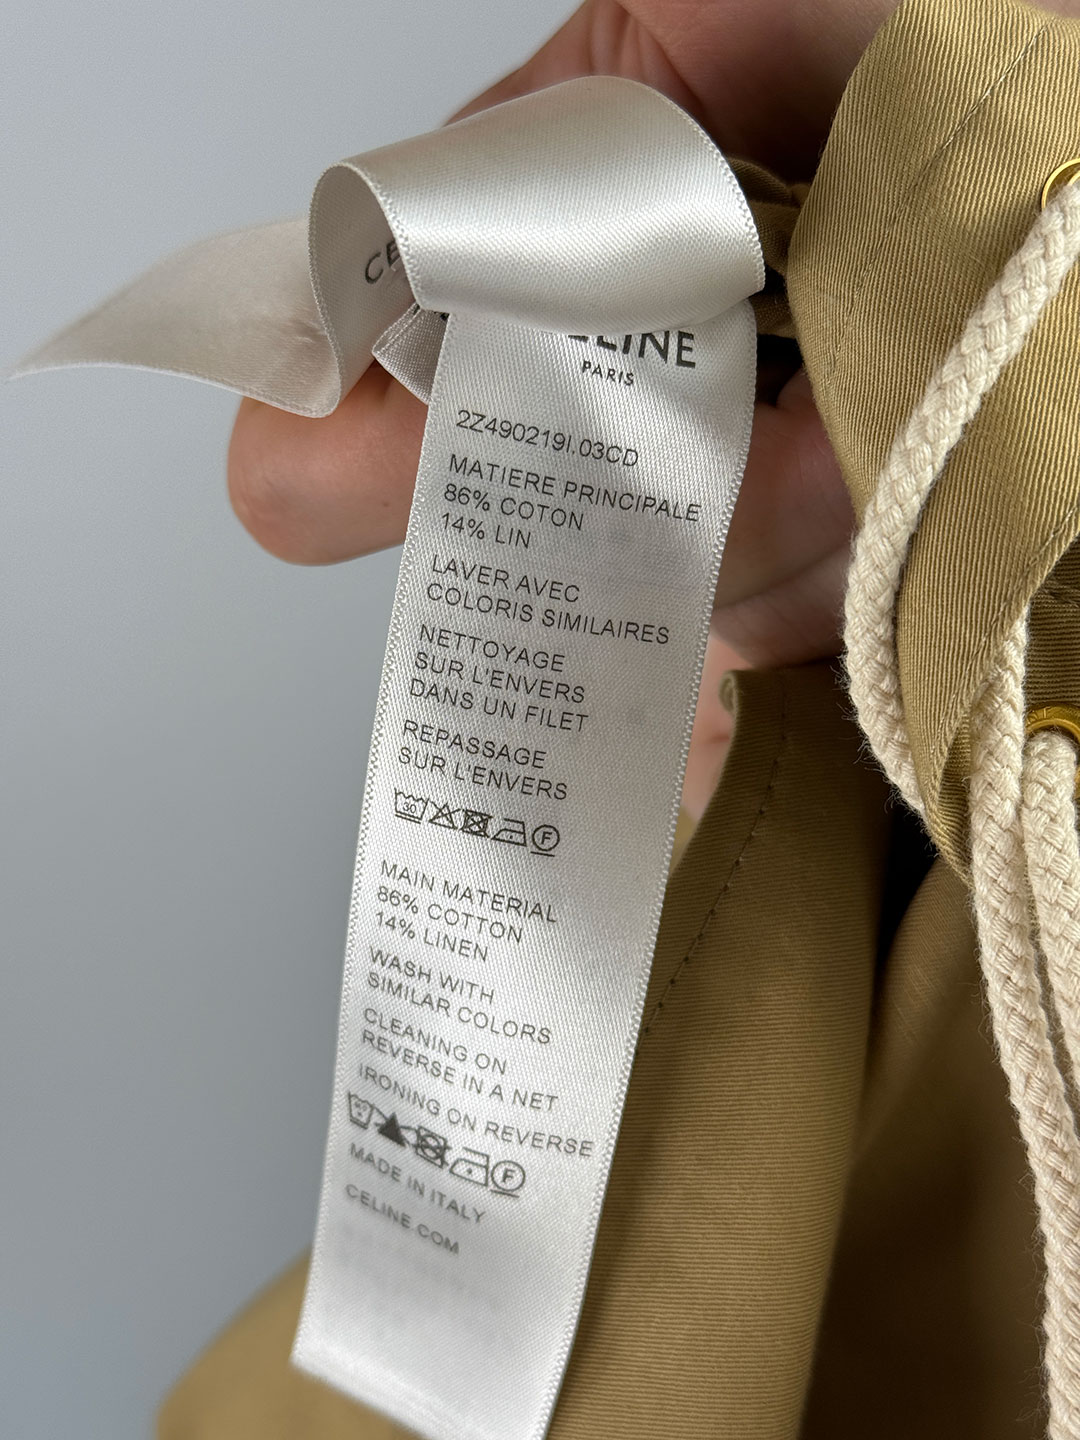 CE
CELINE
PARIS
2Z490219I.03CD
MATIERE PRINCIPALE
86% COTON
14% LIN
LAVER AVEC
COLORIS SIMILAIRES
NETTOYAGE
SUR L'ENVERS
DANS UN FILET
REPASSAGE
SUR L'ENVERS
30
F
MAIN MATERIAL
86% COTTON
14% LINEN
WASH WITH
SIMILAR COLORS
CLEANING ON
REVERSE IN A NET
IRONING ON REVERSE
F
MADE IN ITALY
CELINE.COM